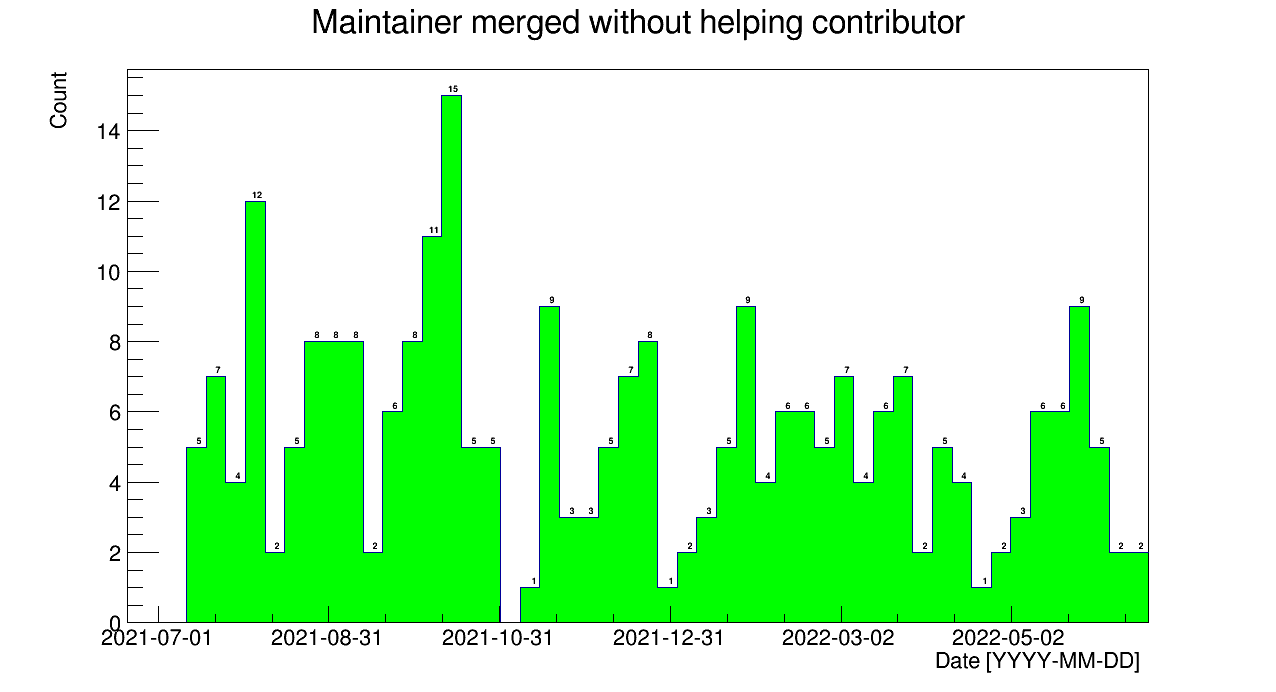 Maintainer merged without helping contributor
Count
14
12
10
8
6
4
2
0
5 7 4 12 2 5 8 8 8 2 6 8 11 15 5 5 1 9 3 3 5 7 8 1 2 3 5 9 4 6 6 5 7 4 6 7 2 5 4 1 2 3 6 6 9 5 2 2
2021-07-01 2021-08-31 2021-10-31 2021-12-31 2022-03-02 2022-05-02
Date [YYYY-MM-DD]